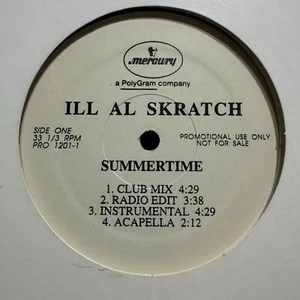 mercury
a PolyGram company
ILL AL SKRATCH
SIDE ONE
33 1/3 RPM
PRO 1201-1
PROMOTIONAL USE ONLY
NOT FOR SALE
SUMMERTIME
1. CLUB MIX 4:29
2. RADIO EDIT 3:38
3. INSTRUMENTAL 4:29
4. ACAPELLA 2:12